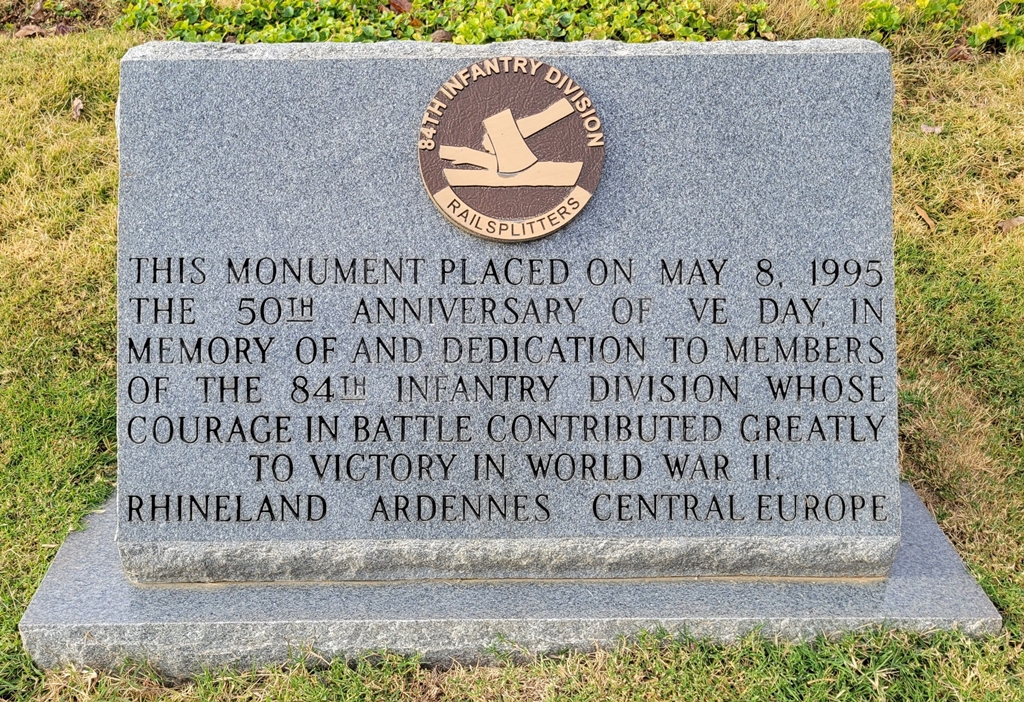 84TH INFANTRY DIVISION
RAILSPLITTERS
THIS MONUMENT PLACED ON MAY 8, 1995
THE 50TH ANNIVERSARY OF VE DAY, IN
MEMORY OF AND DEDICATION TO MEMBERS
OF THE 84TH INFANTRY DIVISION WHOSE
COURAGE IN BATTLE CONTRIBUTED GREATLY
TO VICTORY IN WORLD WAR II.
RHINELAND ARDENNES CENTRAL EUROPE